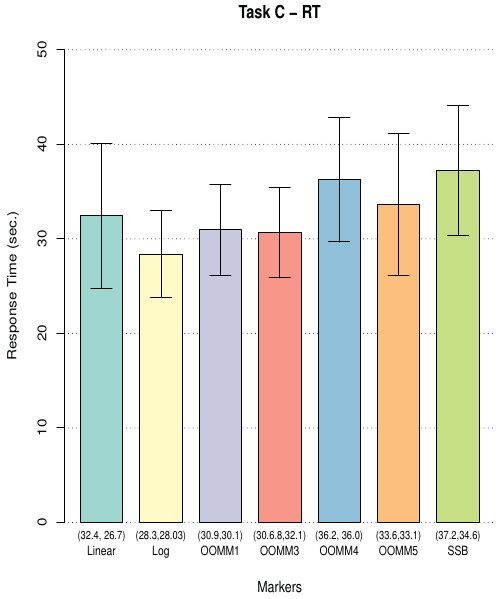 Task C – RT
Response Time (sec.)
50
40
30
20
10
0
(32.4, 26.7) (28.3,28.03) (30.9,30.1) (30.6.8,32.1) (36.2, 36.0) (33.6,33.1) (37.2,34.6)
Linear Log OOMM1 OOMM3 OOMM4 OOMM5 SSB
Markers